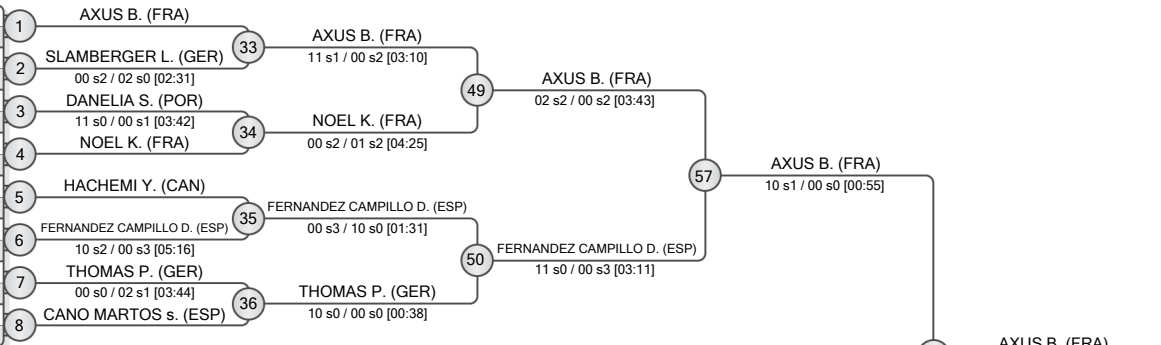 1
AXUS B. (FRA)
2
SLAMBERGER L. (GER)
00 s2 / 02 s0 [02:31]
33
AXUS B. (FRA)
11 s1 / 00 s2 [03:10]
3
DANELIA S. (POR)
11 s0 / 00 s1 [03:42]
4
NOEL K. (FRA)
34
NOEL K. (FRA)
00 s2 / 01 s2 [04:25]
49
AXUS B. (FRA)
02 s2 / 00 s2 [03:43]
5
HACHEMI Y. (CAN)
6
FERNANDEZ CAMPILLO D. (ESP)
10 s2 / 00 s3 [05:16]
35
FERNANDEZ CAMPILLO D. (ESP)
00 s3 / 10 s0 [01:31]
7
THOMAS P. (GER)
00 s0 / 02 s1 [03:44]
8
CANO MARTOS s. (ESP)
36
THOMAS P. (GER)
10 s0 / 00 s0 [00:38]
50
FERNANDEZ CAMPILLO D. (ESP)
11 s0 / 00 s3 [03:11]
57
AXUS B. (FRA)
10 s1 / 00 s0 [00:55]
AXUS B. (FRA)